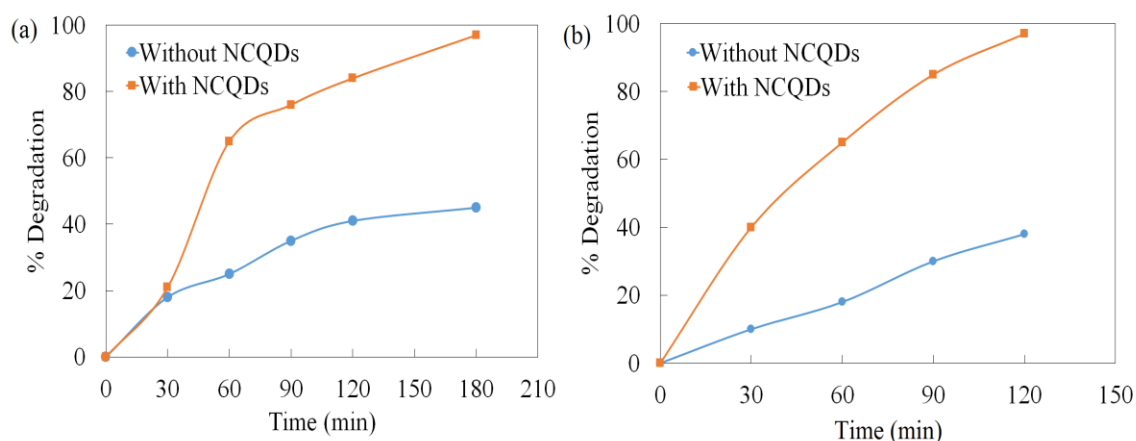 (a)
Without NCQDs
With NCQDs
% Degradation
100
80
60
40
20
0
0 30 60 90 120 150 180 210
Time (min)
(b)
Without NCQDs
With NCQDs
% Degradation
100
80
60
40
20
0
0 30 60 90 120 150
Time (min)